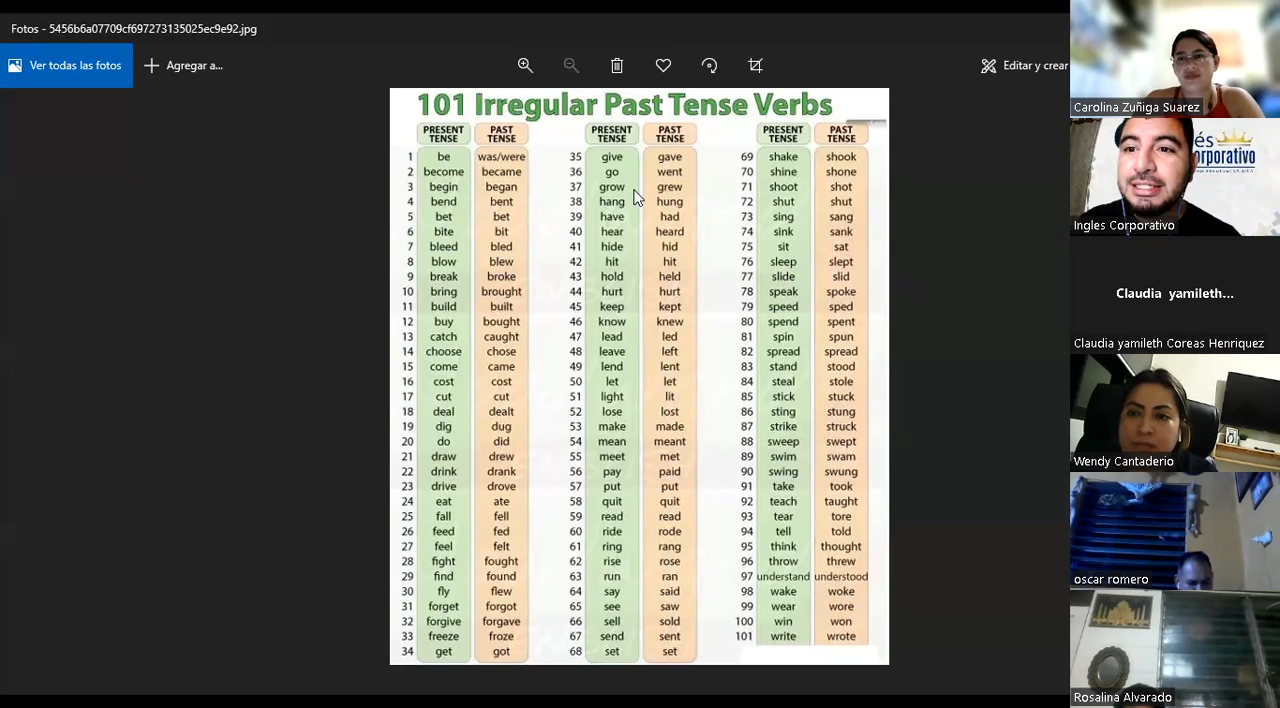 Fotos - 5456b6a07709cf697273135025ec9e92.jpg
Ver todas las fotos
Agregar a...
Editar y crear
101 Irregular Past Tense Verbs
PRESENT TENSE PAST TENSE
1 be was/were
2 become became
3 begin began
4 bend bent
5 bet bet
6 bite bit
7 bleed bled
8 blow blew
9 break broke
10 bring brought
11 build built
12 buy bought
13 catch caught
14 choose chose
15 come came
16 cost cost
17 cut cut
18 deal dealt
19 dig dug
20 do did
21 draw drew
22 drink drank
23 drive drove
24 eat ate
25 fall fell
26 feed fed
27 feel felt
28 fight fought
29 find found
30 fly flew
31 forget forgot
32 forgive forgave
33 freeze froze
34 get got
PRESENT TENSE PAST TENSE
35 give gave
36 go went
37 grow grew
38 hang hung
39 have had
40 hear heard
41 hide hid
42 hit hit
43 hold held
44 hurt hurt
45 keep kept
46 know knew
47 lead led
48 leave left
49 lend lent
50 let let
51 light lit
52 lose lost
53 make made
54 mean meant
55 meet met
56 pay paid
57 put put
58 quit quit
59 read read
60 ride rode
61 ring rang
62 rise rose
63 run ran
64 say said
65 see saw
66 sell sold
67 send sent
68 set set
PRESENT TENSE PAST TENSE
69 shake shook
70 shine shone
71 shoot shot
72 shut shut
73 sing sang
74 sink sank
75 sit sat
76 sleep slept
77 slide slid
78 speak spoke
79 speed sped
80 spend spent
81 spin spun
82 spread spread
83 stand stood
84 steal stole
85 stick stuck
86 sting stung
87 strike struck
88 sweep swept
89 swim swam
90 swing swung
91 take took
92 teach taught
93 tear tore
94 tell told
95 think thought
96 throw threw
97 understand understood
98 wake woke
99 wear wore
100 win won
101 write wrote
Carolina Zuñiga Suarez
és
orporativo
Ingles Corporativo
Claudia yamileth...
Claudia yamileth Coreas Henriquez
Wendy Cantaderio
oscar romero
Rosalina Alvarado